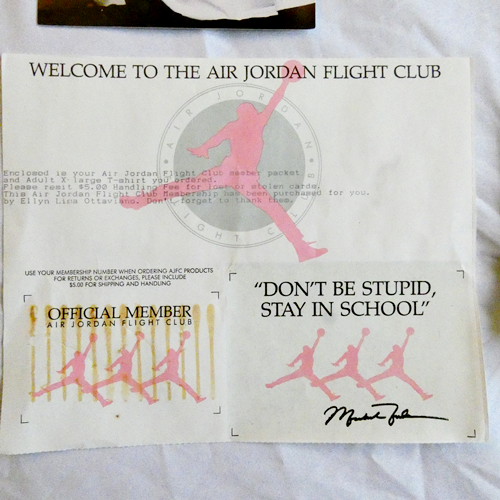 WELCOME TO THE AIR JORDAN FLIGHT CLUB
AIR JORDAN
FLIGHT CLUB
Enclosed is your Air Jordan Flight Club member packet
and Adult X-large T-shirt you ordered.
Please remit $5.00 Handling Fee for lost or stolen cards.
This Air Jordan Flight Club Membership has been purchased for you.
by Ellyn Lisa Ottaviano. Don't forget to thank them.
USE YOUR MEMBERSHIP NUMBER WHEN ORDERING AJFC PRODUCTS
FOR RETURNS OR EXCHANGES, PLEASE INCLUDE
$5.00 FOR SHIPPING AND HANDLING
OFFICIAL MEMBER
AIR JORDAN FLIGHT CLUB
"DON'T BE STUPID,
STAY IN SCHOOL"